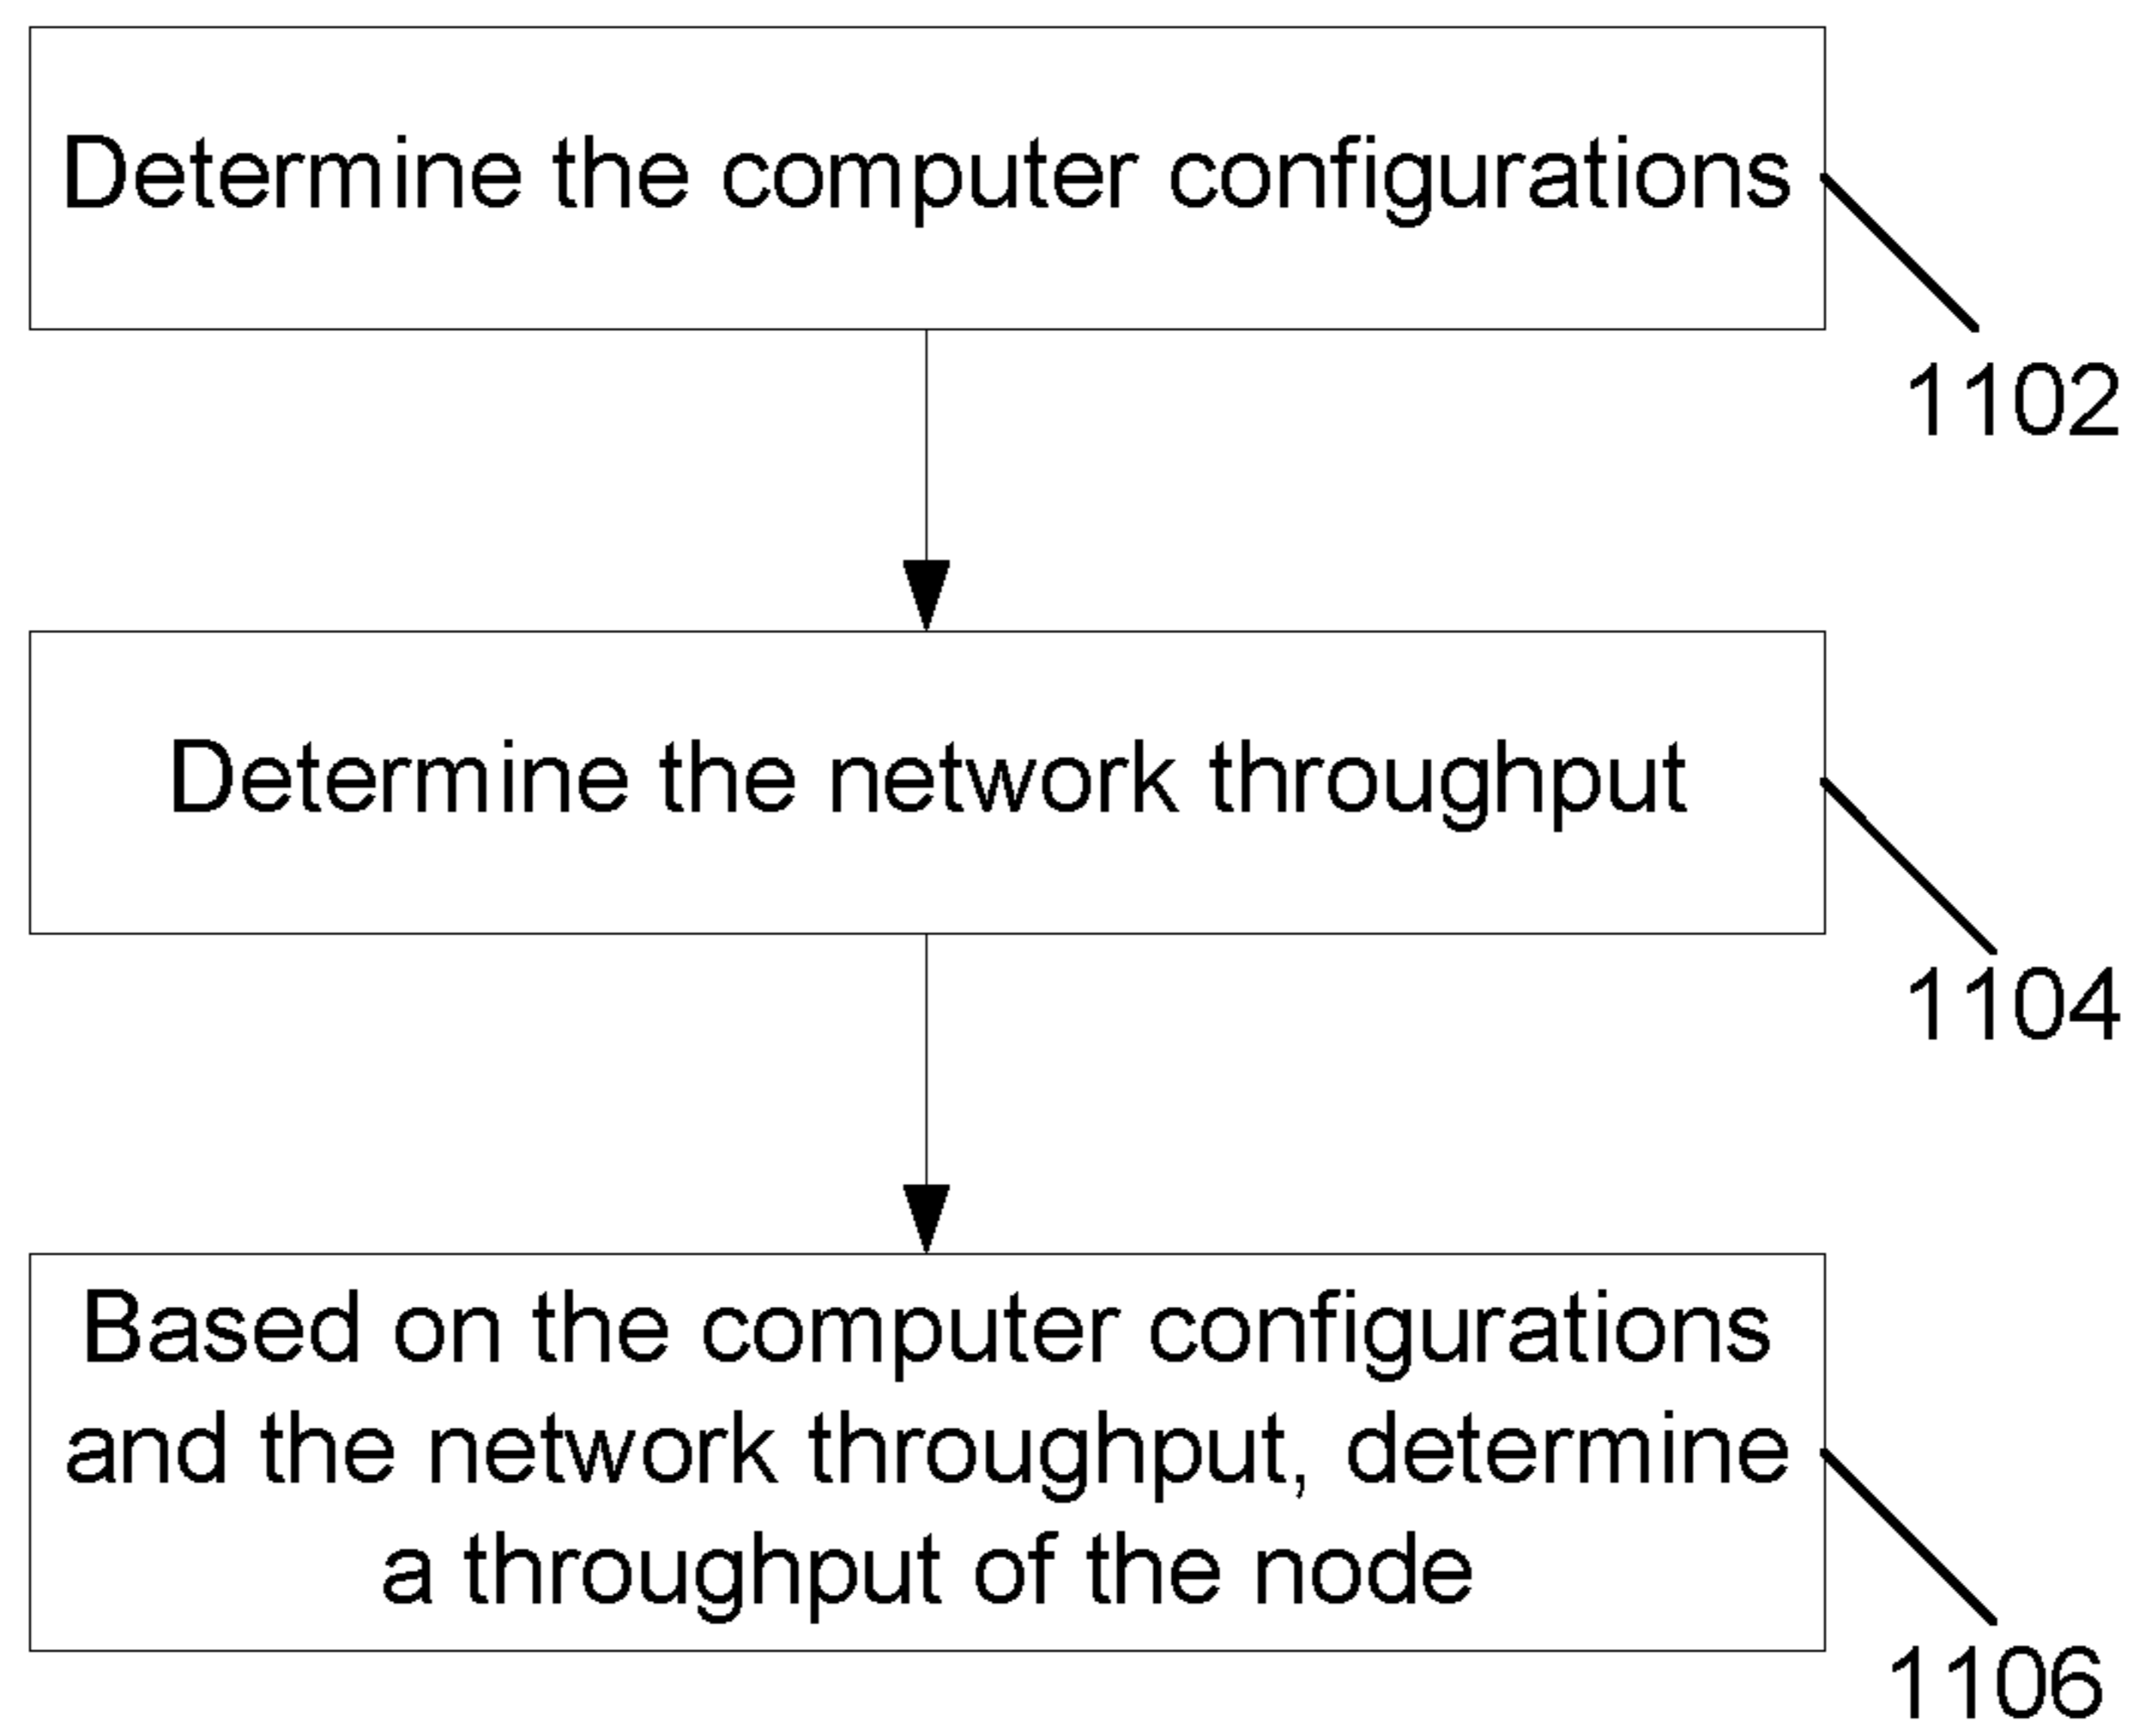 Determine the computer configurations
1102
Determine the network throughput
1104
Based on the computer configurations
and the network throughput, determine
a throughput of the node
1106